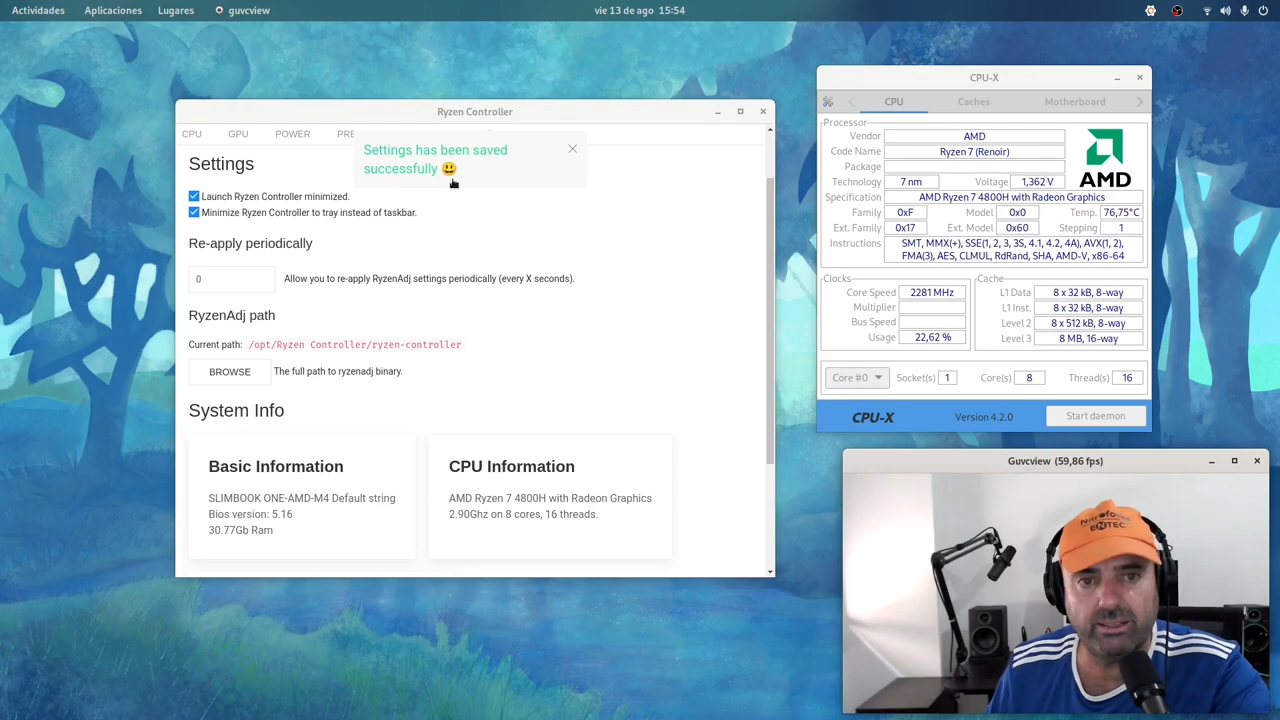 Actividades Aplicaciones Lugares guvcview vie 13 de ago 15:54
Ryzen Controller
CPU GPU POWER PRE
Settings has been saved
successfully 😃
Settings
Launch Ryzen Controller minimized.
Minimize Ryzen Controller to tray instead of taskbar.
Re-apply periodically
0 Allow you to re-apply RyzenAdj settings periodically (every X seconds).
RyzenAdj path
Current path: /opt/Ryzen Controller/ryzen-controller
BROWSE The full path to ryzenadj binary.
System Info
Basic Information
SLIMBOOK ONE-AMD-M4 Default string
Bios version: 5.16
30.77Gb Ram
CPU Information
AMD Ryzen 7 4800H with Radeon Graphics
2.90Ghz on 8 cores, 16 threads.
CPU-X
CPU Caches Motherboard
Processor
Vendor AMD
Code Name Ryzen 7 (Renoir)
Package
Technology 7 nm Voltage 1,362 V
AMD
Specification AMD Ryzen 7 4800H with Radeon Graphics
Family 0xF Model 0x0 Temp. 76,75°C
Ext. Family 0x17 Ext. Model 0x60 Stepping 1
Instructions SMT, MMX(+), SSE(1, 2, 3, 3S, 4.1, 4.2, 4A), AVX(1, 2),
FMA(3), AES, CLMUL, RdRand, SHA, AMD-V, x86-64
Clocks
Core Speed 2281 MHz
Multiplier
Bus Speed
Usage 22,62 %
Cache
L1 Data 8 x 32 kB, 8-way
L1 Inst. 8 x 32 kB, 8-way
Level 2 8 x 512 kB, 8-way
Level 3 8 MB, 16-way
Core #0 Socket(s) 1 Core(s) 8 Thread(s) 16
CPU-X Version 4.2.0 Start daemon
Guvcview (59,86 fps)